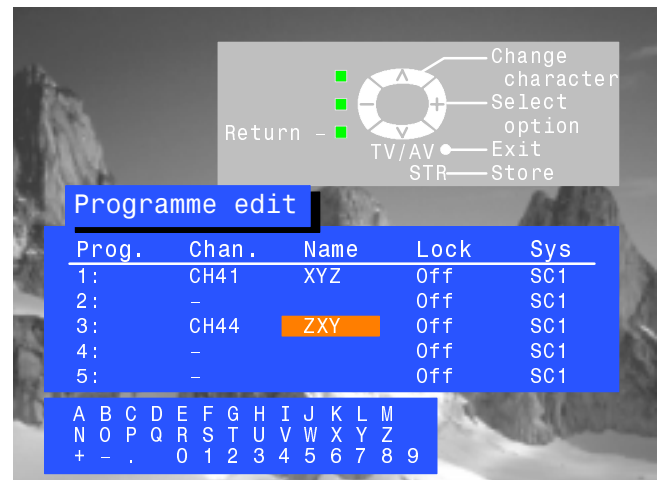 Change
character
Select
option
Return –
TV/AV Exit
STR Store
Programme edit
Prog. Chan. Name Lock Sys
1: CH41 XYZ Off SC1
2: – Off SC1
3: CH44 ZXY Off SC1
4: – Off SC1
5: – Off SC1
A B C D E F G H I J K L M
N O P Q R S T U V W X Y Z
+ – . 0 1 2 3 4 5 6 7 8 9